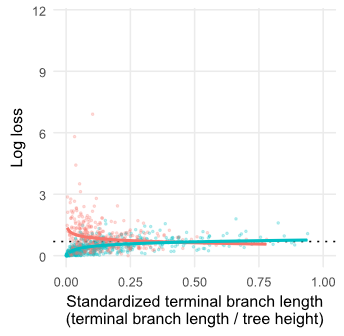 12
9
6
3
0
Log loss
0.00 0.25 0.50 0.75 1.00
Standardized terminal branch length
(terminal branch length / tree height)